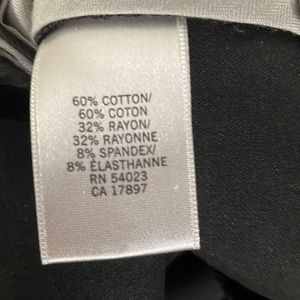 60% COTTON/
60% COTON
32% RAYON/
32% RAYONNE
8% SPANDEX/
8% ÉLASTHANNE
RN 54023
CA 17897